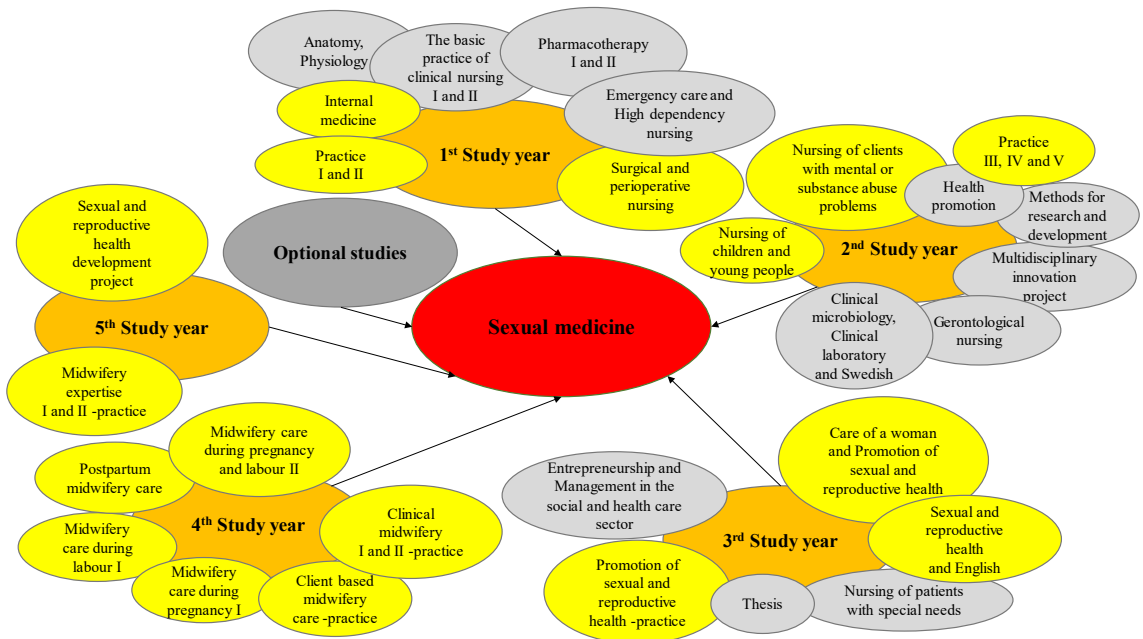 Anatomy,
Physiology
The basic
practice of
clinical nursing
I and II
Pharmacotherapy
I and II
Internal
medicine
Emergency care and
High dependency
nursing
Practice
I and II
1st Study year
Surgical and
perioperative
nursing
Nursing of clients
with mental or
substance abuse
problems
Practice
III, IV and V
Health
promotion
Methods for
research and
development
Nursing of
children and
young people
2nd Study year
Multidisciplinary
innovation
project
Clinical
microbiology,
Clinical
laboratory
and Swedish
Gerontological
nursing
Sexual and
reproductive
health
development
project
Optional studies
5th Study year
Sexual medicine
Midwifery
expertise
I and II -practice
Midwifery care
during pregnancy
and labour II
Postpartum
midwifery care
4th Study year
Clinical
midwifery
I and II -practice
Midwifery
care during
labour I
Midwifery
care during
pregnancy I
Client based
midwifery
care -practice
Care of a woman
and Promotion of
sexual and
reproductive health
Entrepreneurship and
Management in the
social and health care
sector
3rd Study year
Sexual and
reproductive
health
and English
Promotion of
sexual and
reproductive
health -practice
Thesis
Nursing of patients
with special needs